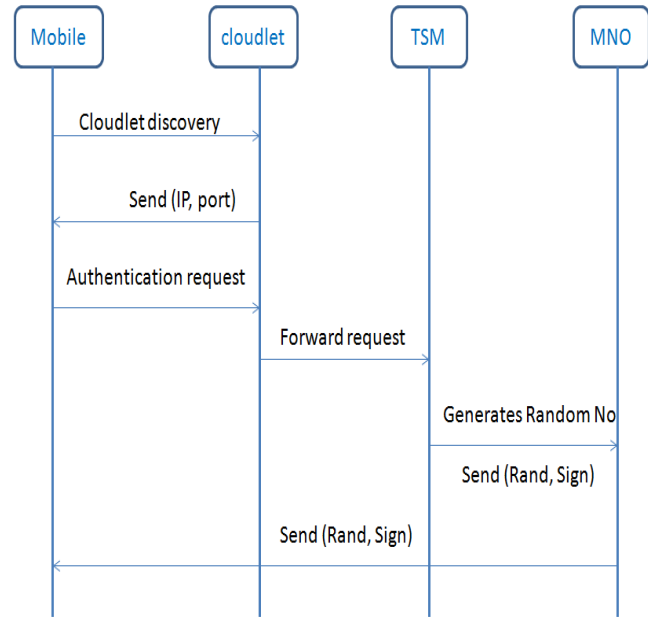 Mobile
cloudlet
TSM
MNO
Cloudlet discovery
Send (IP, port)
Authentication request
Forward request
Generates Random No
Send (Rand, Sign)
Send (Rand, Sign)